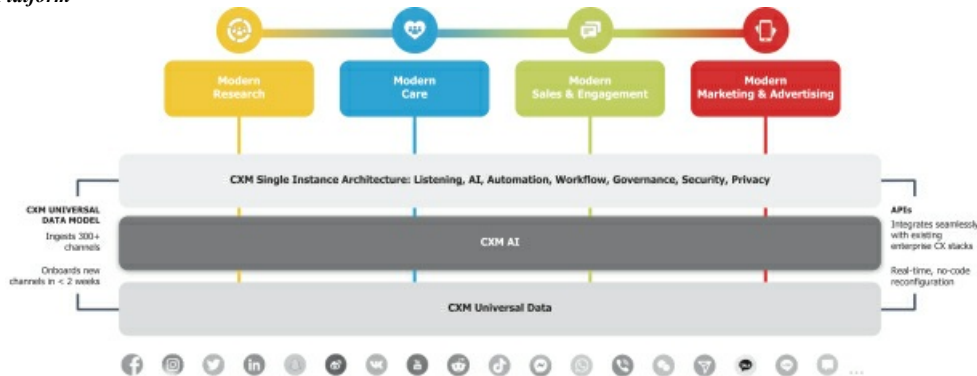 Platform
Modern
Research
Modern
Care
Modern
Sales & Engagement
Modern
Marketing & Advertising
CXM Single Instance Architecture: Listening, AI, Automation, Workflow, Governance, Security, Privacy
CXM UNIVERSAL
DATA MODEL
Ingests 300+
channels
Onboards new
channels in < 2 weeks
CXM AI
APIs
Integrates seamlessly
with existing
enterprise CX stacks
Real-time, no-code
reconfiguration
CXM Universal Data
...